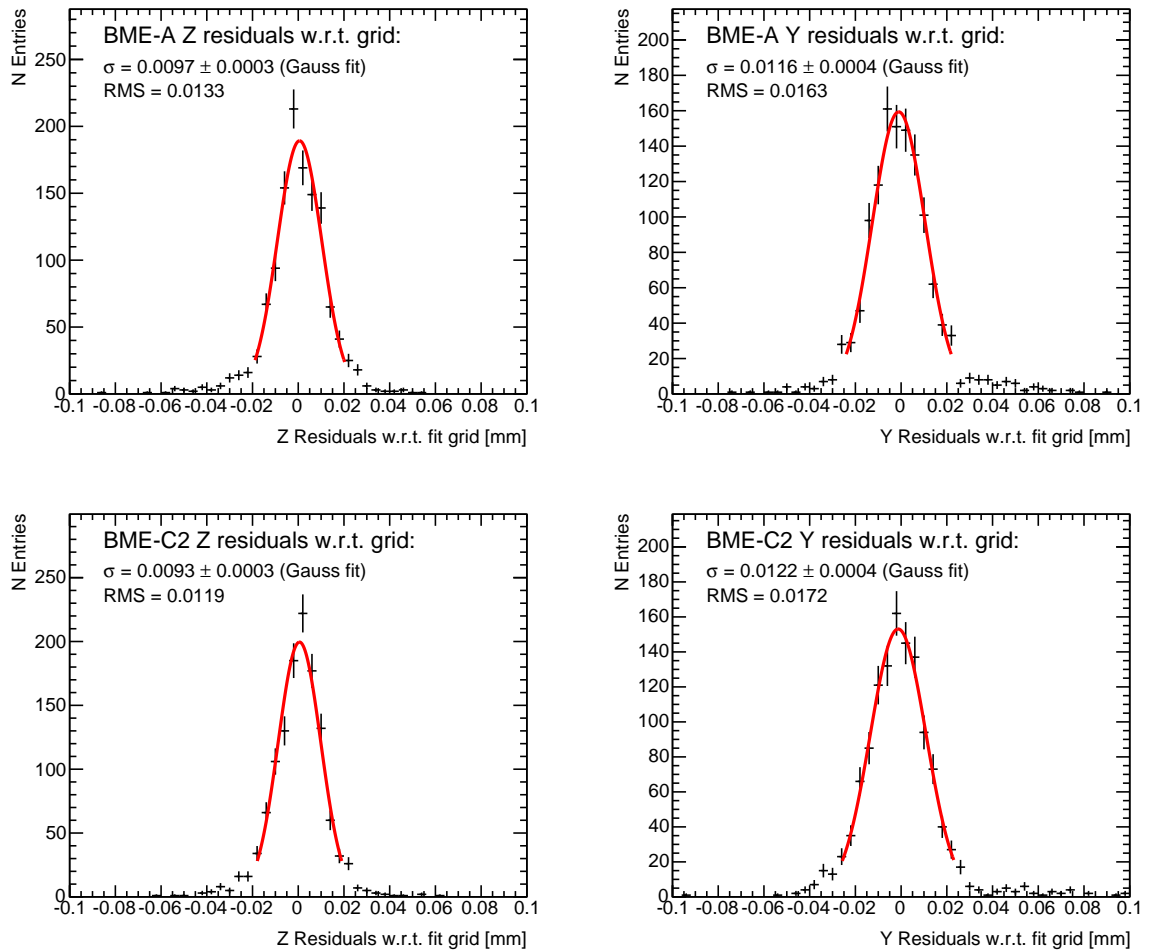 N Entries
BME-A Z residuals w.r.t. grid:
σ = 0.0097 ± 0.0003 (Gauss fit)
RMS = 0.0133
250
200
150
100
50
0
-0.1 -0.08 -0.06 -0.04 -0.02 0 0.02 0.04 0.06 0.08 0.1
Z Residuals w.r.t. fit grid [mm]
N Entries
BME-A Y residuals w.r.t. grid:
σ = 0.0116 ± 0.0004 (Gauss fit)
RMS = 0.0163
200
180
160
140
120
100
80
60
40
20
0
-0.1 -0.08 -0.06 -0.04 -0.02 0 0.02 0.04 0.06 0.08 0.1
Y Residuals w.r.t. fit grid [mm]
N Entries
BME-C2 Z residuals w.r.t. grid:
σ = 0.0093 ± 0.0003 (Gauss fit)
RMS = 0.0119
250
200
150
100
50
0
-0.1 -0.08 -0.06 -0.04 -0.02 0 0.02 0.04 0.06 0.08 0.1
Z Residuals w.r.t. fit grid [mm]
N Entries
BME-C2 Y residuals w.r.t. grid:
σ = 0.0122 ± 0.0004 (Gauss fit)
RMS = 0.0172
200
180
160
140
120
100
80
60
40
20
0
-0.1 -0.08 -0.06 -0.04 -0.02 0 0.02 0.04 0.06 0.08 0.1
Y Residuals w.r.t. fit grid [mm]